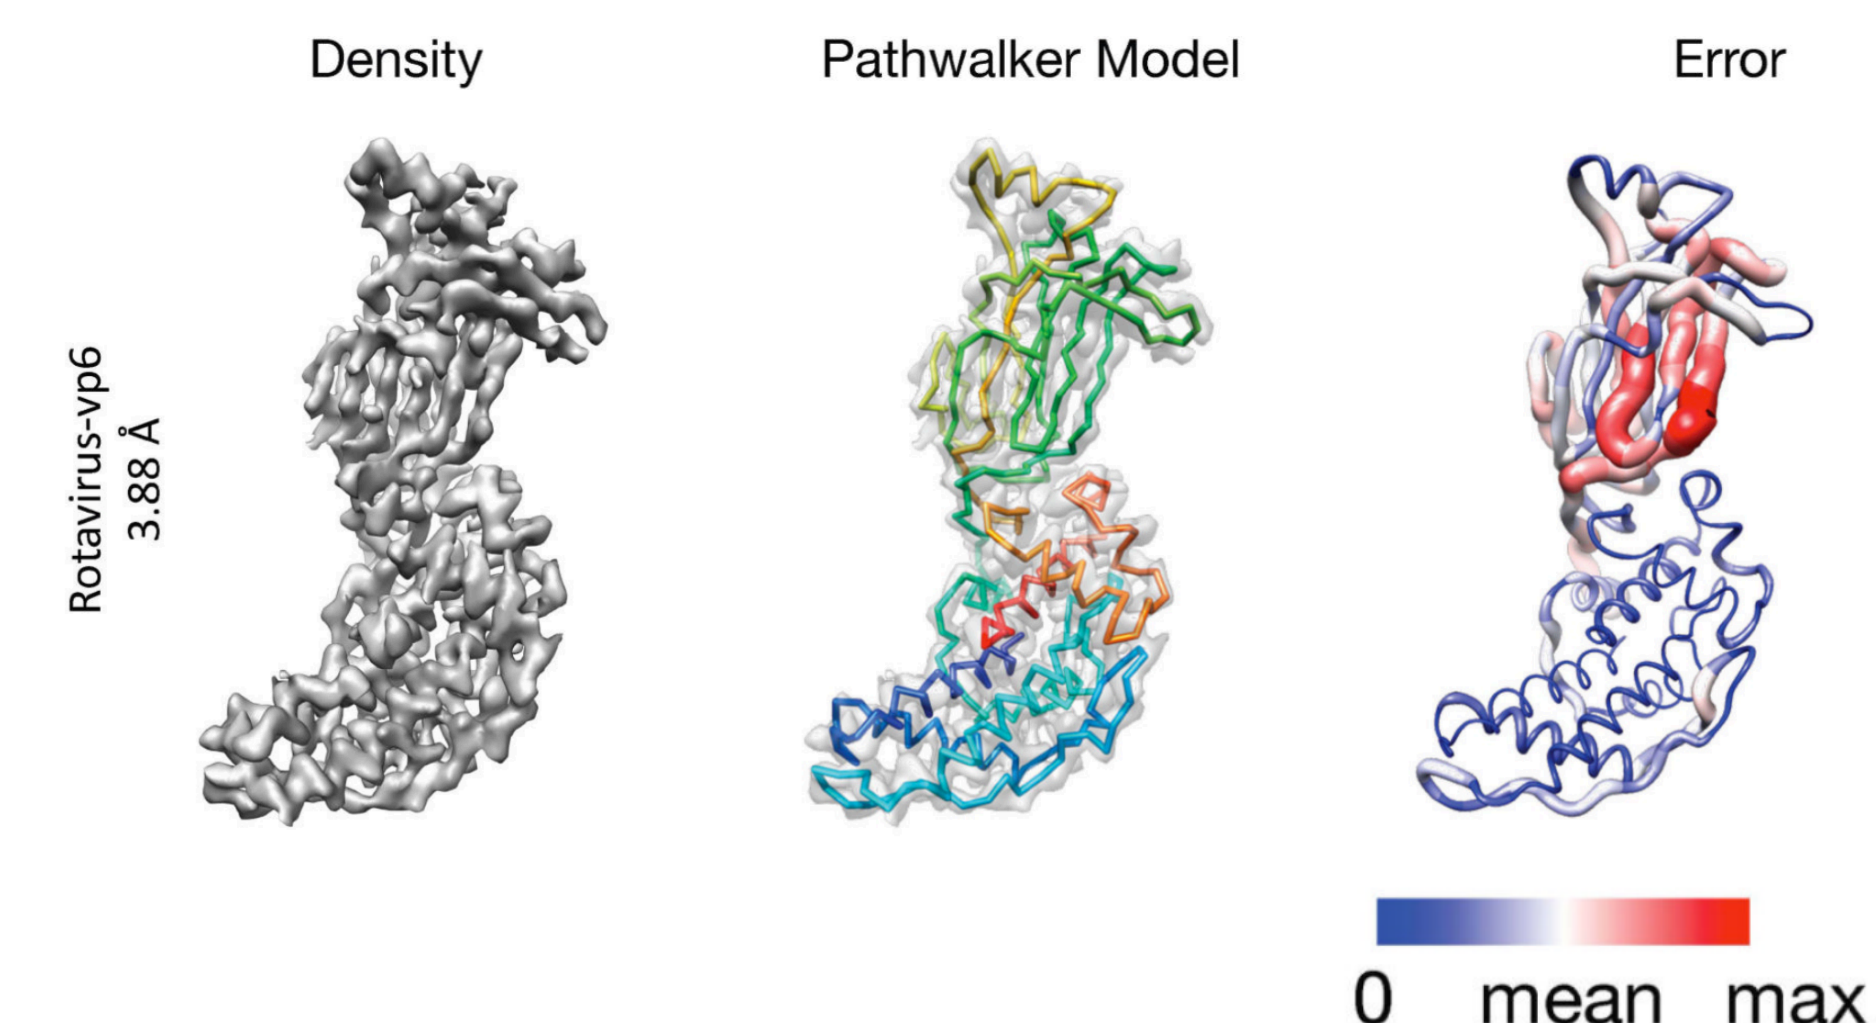 Density
Pathwalker Model
Error
Rotavirus-vp6
3.88 Å
0 mean max